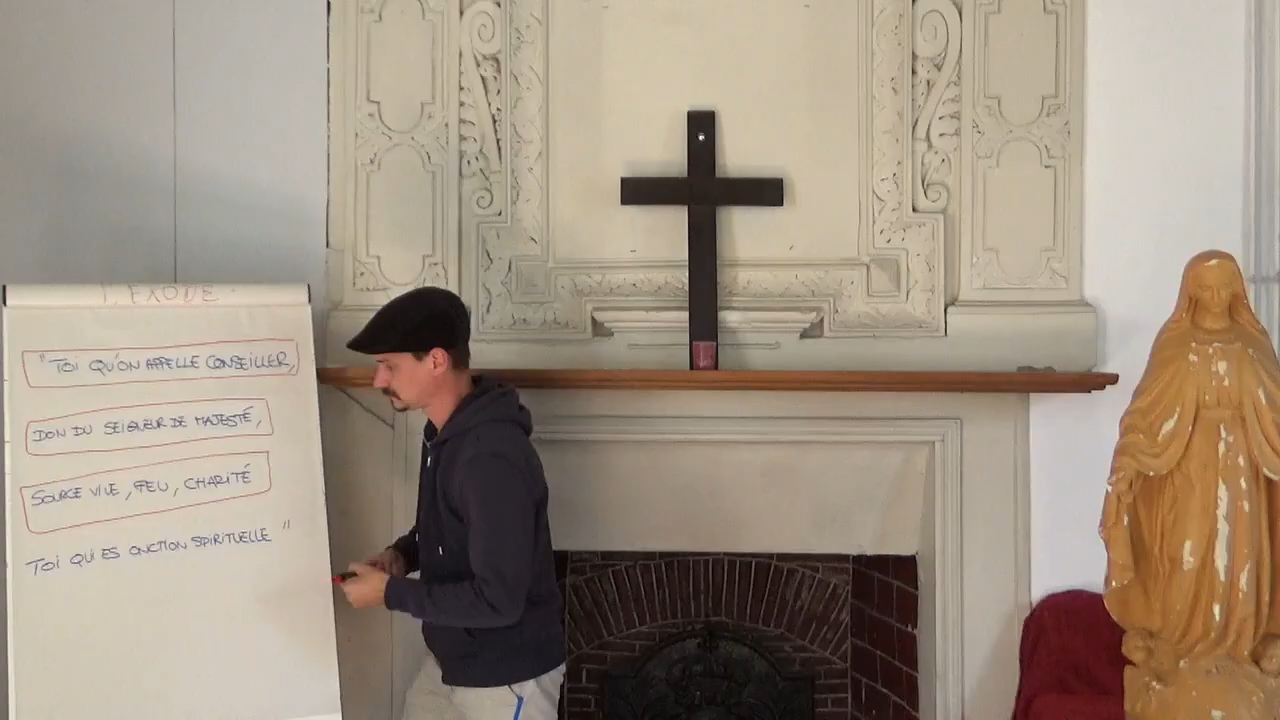 L'EXODE
"TOI QU'ON APPELLE CONSEILLER,
DON DU SEIGNEUR DE MAJESTÉ,
SOURCE VIVE, FEU, CHARITÉ
TOI QUI ES ONCTION SPIRITUELLE"